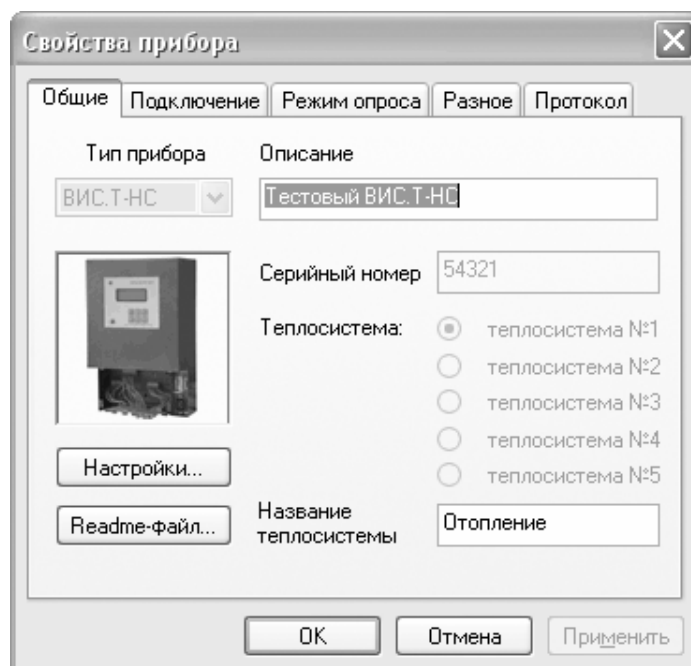 Свойства прибора
Общие Подключение Режим опроса Разное Протокол
Тип прибора Описание
ВИС.Т-НС Тестовый ВИС.Т-НС
Серийный номер 54321
Теплосистема: теплосистема №1
теплосистема №2
теплосистема №3
теплосистема №4
теплосистема №5
Настройки...
Readme-файл...
Название
теплосистемы
Отопление
OK Отмена Применить